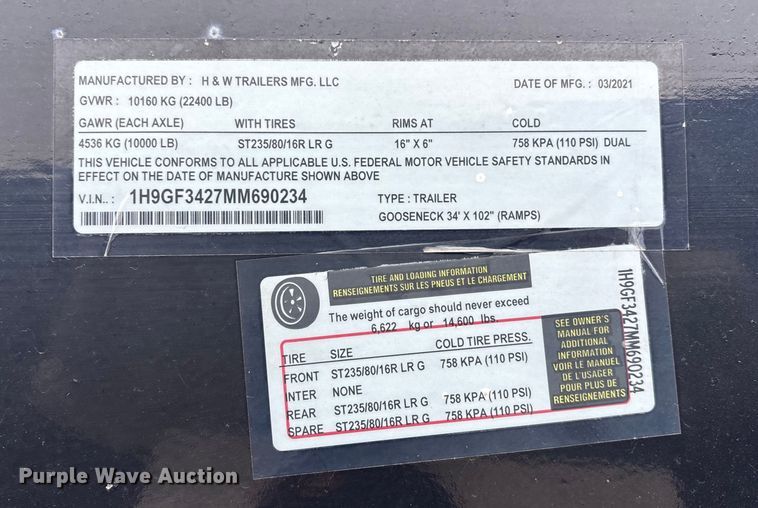 MANUFACTURED BY : H & W TRAILERS MFG. LLC DATE OF MFG. : 03/2021
GVWR : 10160 KG (22400 LB)
GAWR (EACH AXLE) WITH TIRES RIMS AT COLD
4536 KG (10000 LB) ST235/80/16R LR G 16" X 6" 758 KPA (110 PSI) DUAL
THIS VEHICLE CONFORMS TO ALL APPLICABLE U.S. FEDERAL MOTOR VEHICLE SAFETY STANDARDS IN
EFFECT ON THE DATE OF MANUFACTURE SHOWN ABOVE
V.I.N.. : 1H9GF3427MM690234 TYPE : TRAILER
GOOSENECK 34' X 102" (RAMPS)
TIRE AND LOADING INFORMATION
RENSEIGNEMENTS SUR LES PNEUS ET LE CHARGEMENT
The weight of cargo should never exceed
6,622 kg or 14,600 lbs.
TIRE SIZE COLD TIRE PRESS.
FRONT ST235/80/16R LR G 758 KPA (110 PSI)
INTER NONE
REAR ST235/80/16R LR G 758 KPA (110 PSI)
SPARE ST235/80/16R LR G 758 KPA (110 PSI)
SEE OWNER'S
MANUAL FOR
ADDITIONAL
INFORMATION
VOIR LE MANUEL
DE L'USAGER
POUR PLUS DE
RENSEIGNEMENTS
1H9GF3427MM690234
Purple Wave Auction